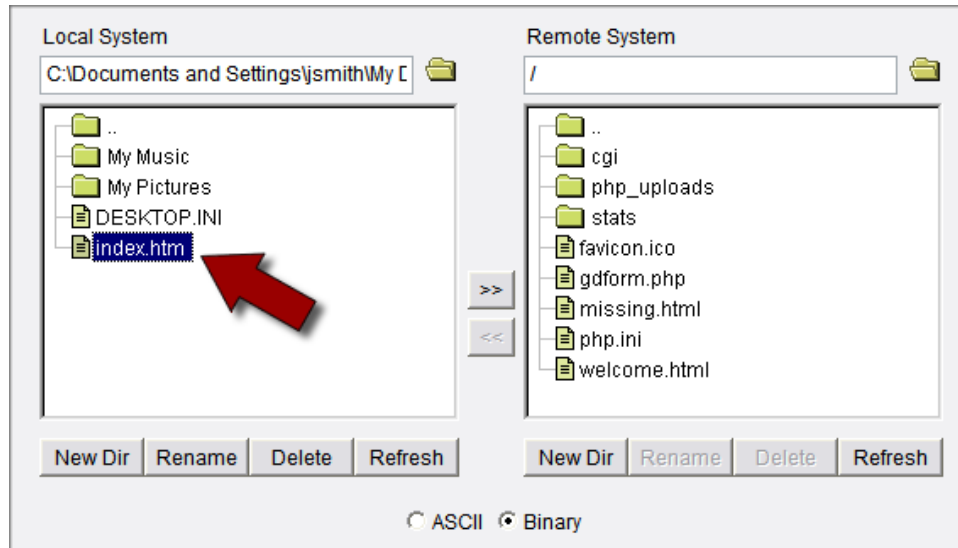 Local System
C:\Documents and Settings\jsmith\My D
..
My Music
My Pictures
DESKTOP.INI
index.htm
New Dir Rename Delete Refresh
>>
<<
Remote System
/
..
cgi
php_uploads
stats
favicon.ico
gdform.php
missing.html
php.ini
welcome.html
New Dir Rename Delete Refresh
ASCII Binary